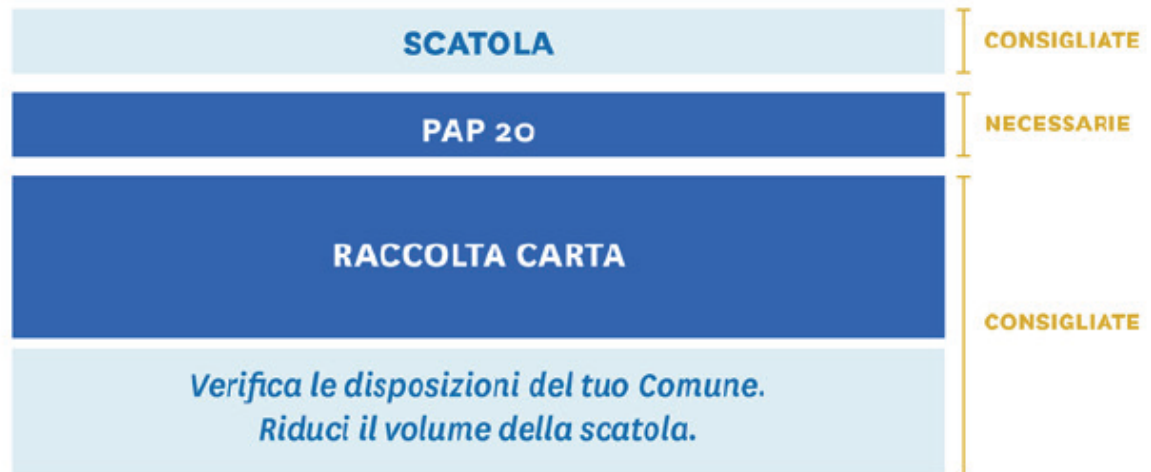 SCATOLA
CONSIGLIATE
PAP 20
NECESSARIE
RACCOLTA CARTA
CONSIGLIATE
Verifica le disposizioni del tuo Comune.
Riduci il volume della scatola.